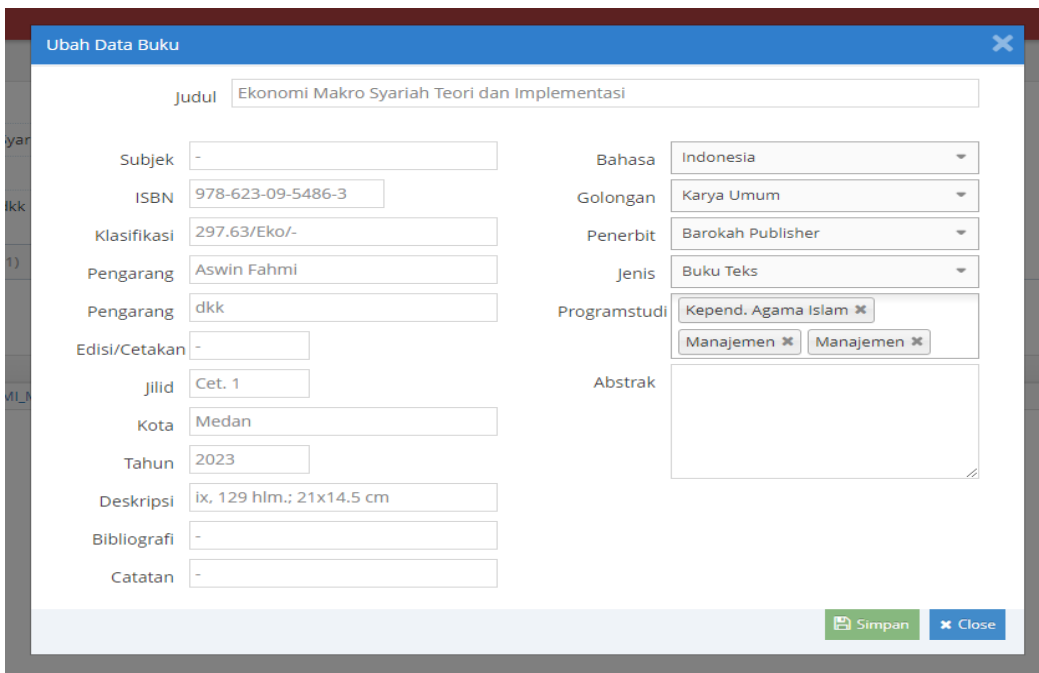 Ubah Data Buku
Judul Ekonomi Makro Syariah Teori dan Implementasi
Subjek -
ISBN 978-623-09-5486-3
Klasifikasi 297.63/Eko/-
Pengarang Aswin Fahmi
Pengarang dkk
Edisi/Cetakan -
Jilid Cet. 1
Kota Medan
Tahun 2023
Deskripsi ix, 129 hlm.; 21x14.5 cm
Bibliografi -
Catatan -
Bahasa Indonesia
Golongan Karya Umum
Penerbit Barokah Publisher
Jenis Buku Teks
Programstudi Kepend. Agama Islam
Manajemen Manajemen
Abstrak
Simpan Close